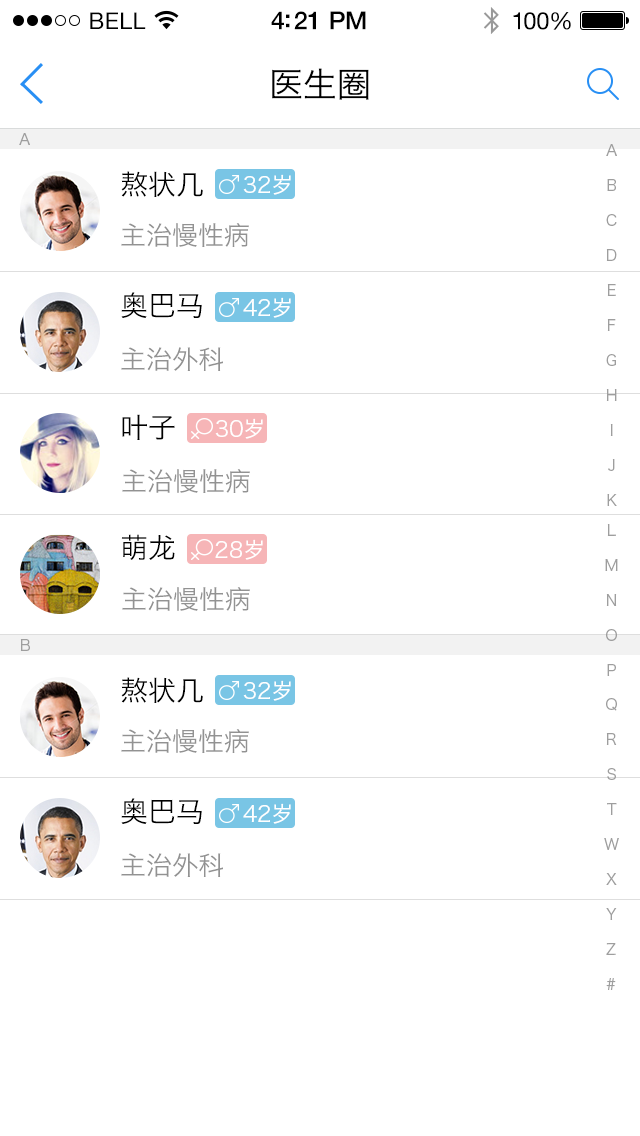 BELL 4:21 PM 100%
医生圈
A
熬状几 ♂32岁
主治慢性病
奥巴马 ♂42岁
主治外科
叶子 ♀30岁
主治慢性病
萌龙 ♀28岁
主治慢性病
B
熬状几 ♂32岁
主治慢性病
奥巴马 ♂42岁
主治外科
A
B
C
D
E
F
G
H
I
J
K
L
M
N
O
P
Q
R
S
T
W
X
Y
Z
#